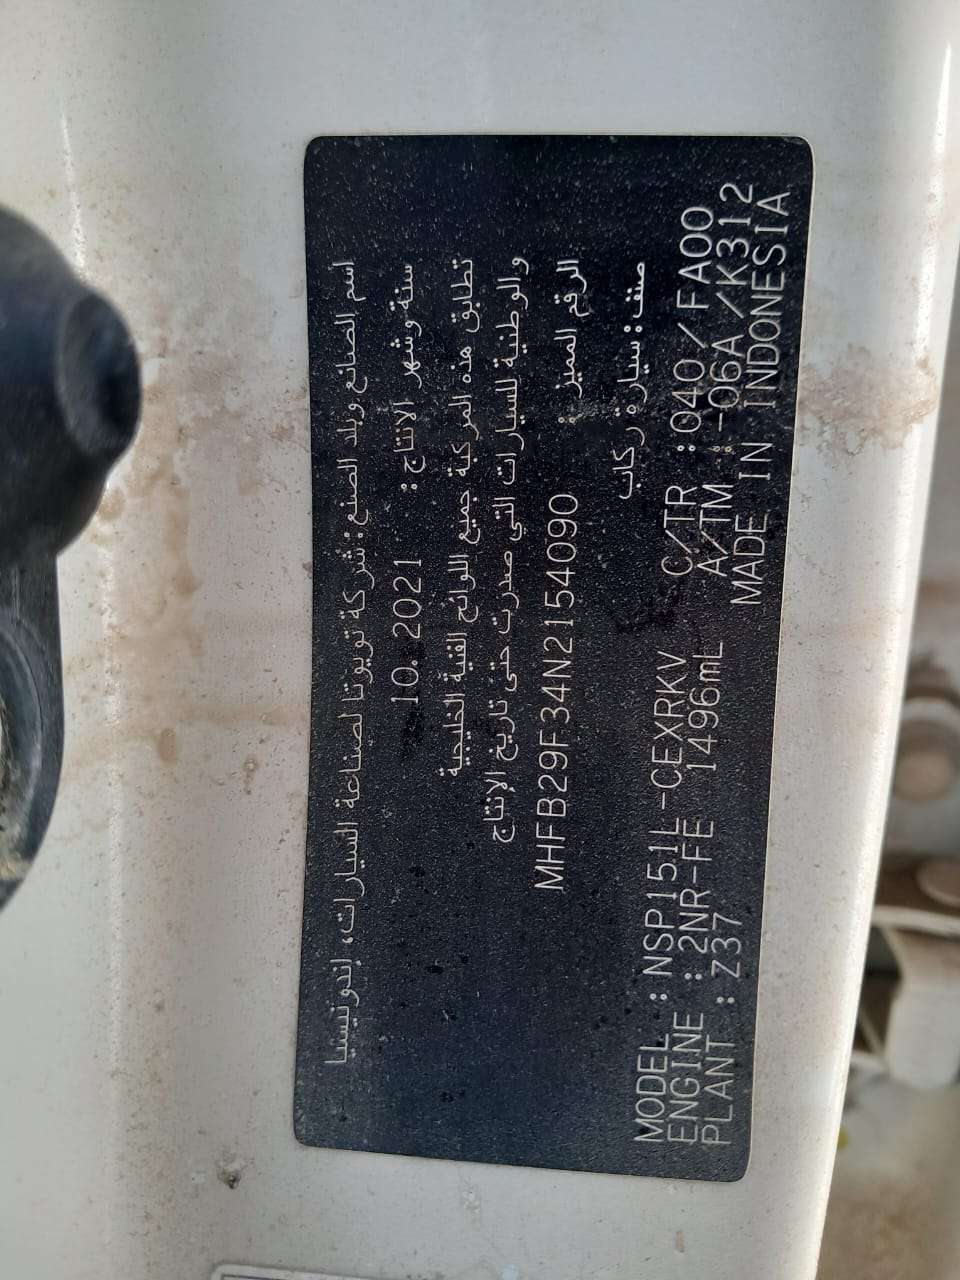 اسم الصانع وبلد الصنع: شركة تويوتا لصناعة السيارات، إندونيسيا
سنة وشهر الانتاج: 10. 2021
تطابق هذه المركبة جميع اللوائح الفنية الخليجية
والوطنية للسيارات التي صدرت حتى تاريخ الإنتاج
الرقم المميز: MHFB29F34N2154090
صنف: سيارة ركاب
MODEL : NSP151L-CEXRKV C/TR :040/FA00
ENGINE : 2NR-FE 1496mL A/TM :-06A/K312
PLANT : Z37 MADE IN INDONESIA